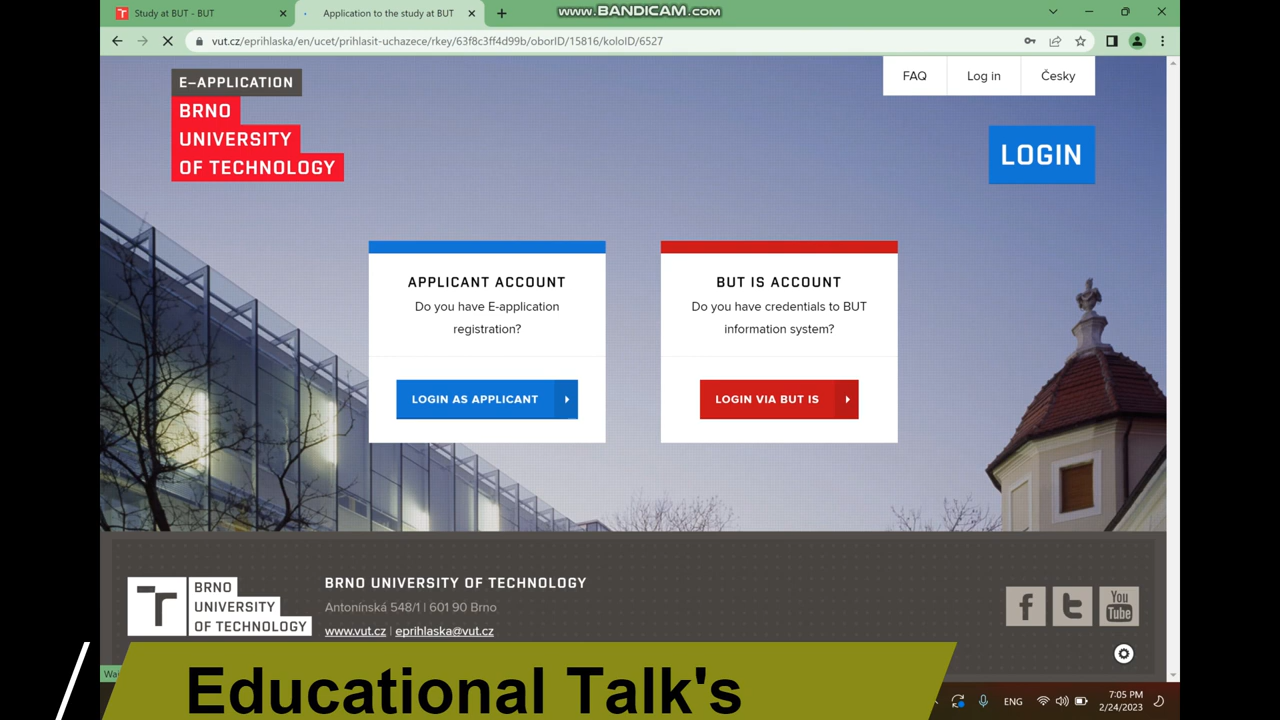 www.BANDICAM.com
Study at BUT - BUT
Application to the study at BUT
vut.cz/eprihlaska/en/ucet/prihlasit-uchazece/rkey/63f8c3ff4d99b/oborID/15816/koloID/6527
FAQ
Log in
Česky
E–APPLICATION
BRNO
UNIVERSITY
OF TECHNOLOGY
LOGIN
APPLICANT ACCOUNT
Do you have E-application
registration?
LOGIN AS APPLICANT
BUT IS ACCOUNT
Do you have credentials to BUT
information system?
LOGIN VIA BUT IS
BRNO
UNIVERSITY
OF TECHNOLOGY
BRNO UNIVERSITY OF TECHNOLOGY
Antonínská 548/1 | 601 90 Brno
www.vut.cz | eprihlaska@vut.cz
You
Tube
Educational Talk's
ENG
7:05 PM
2/24/2023